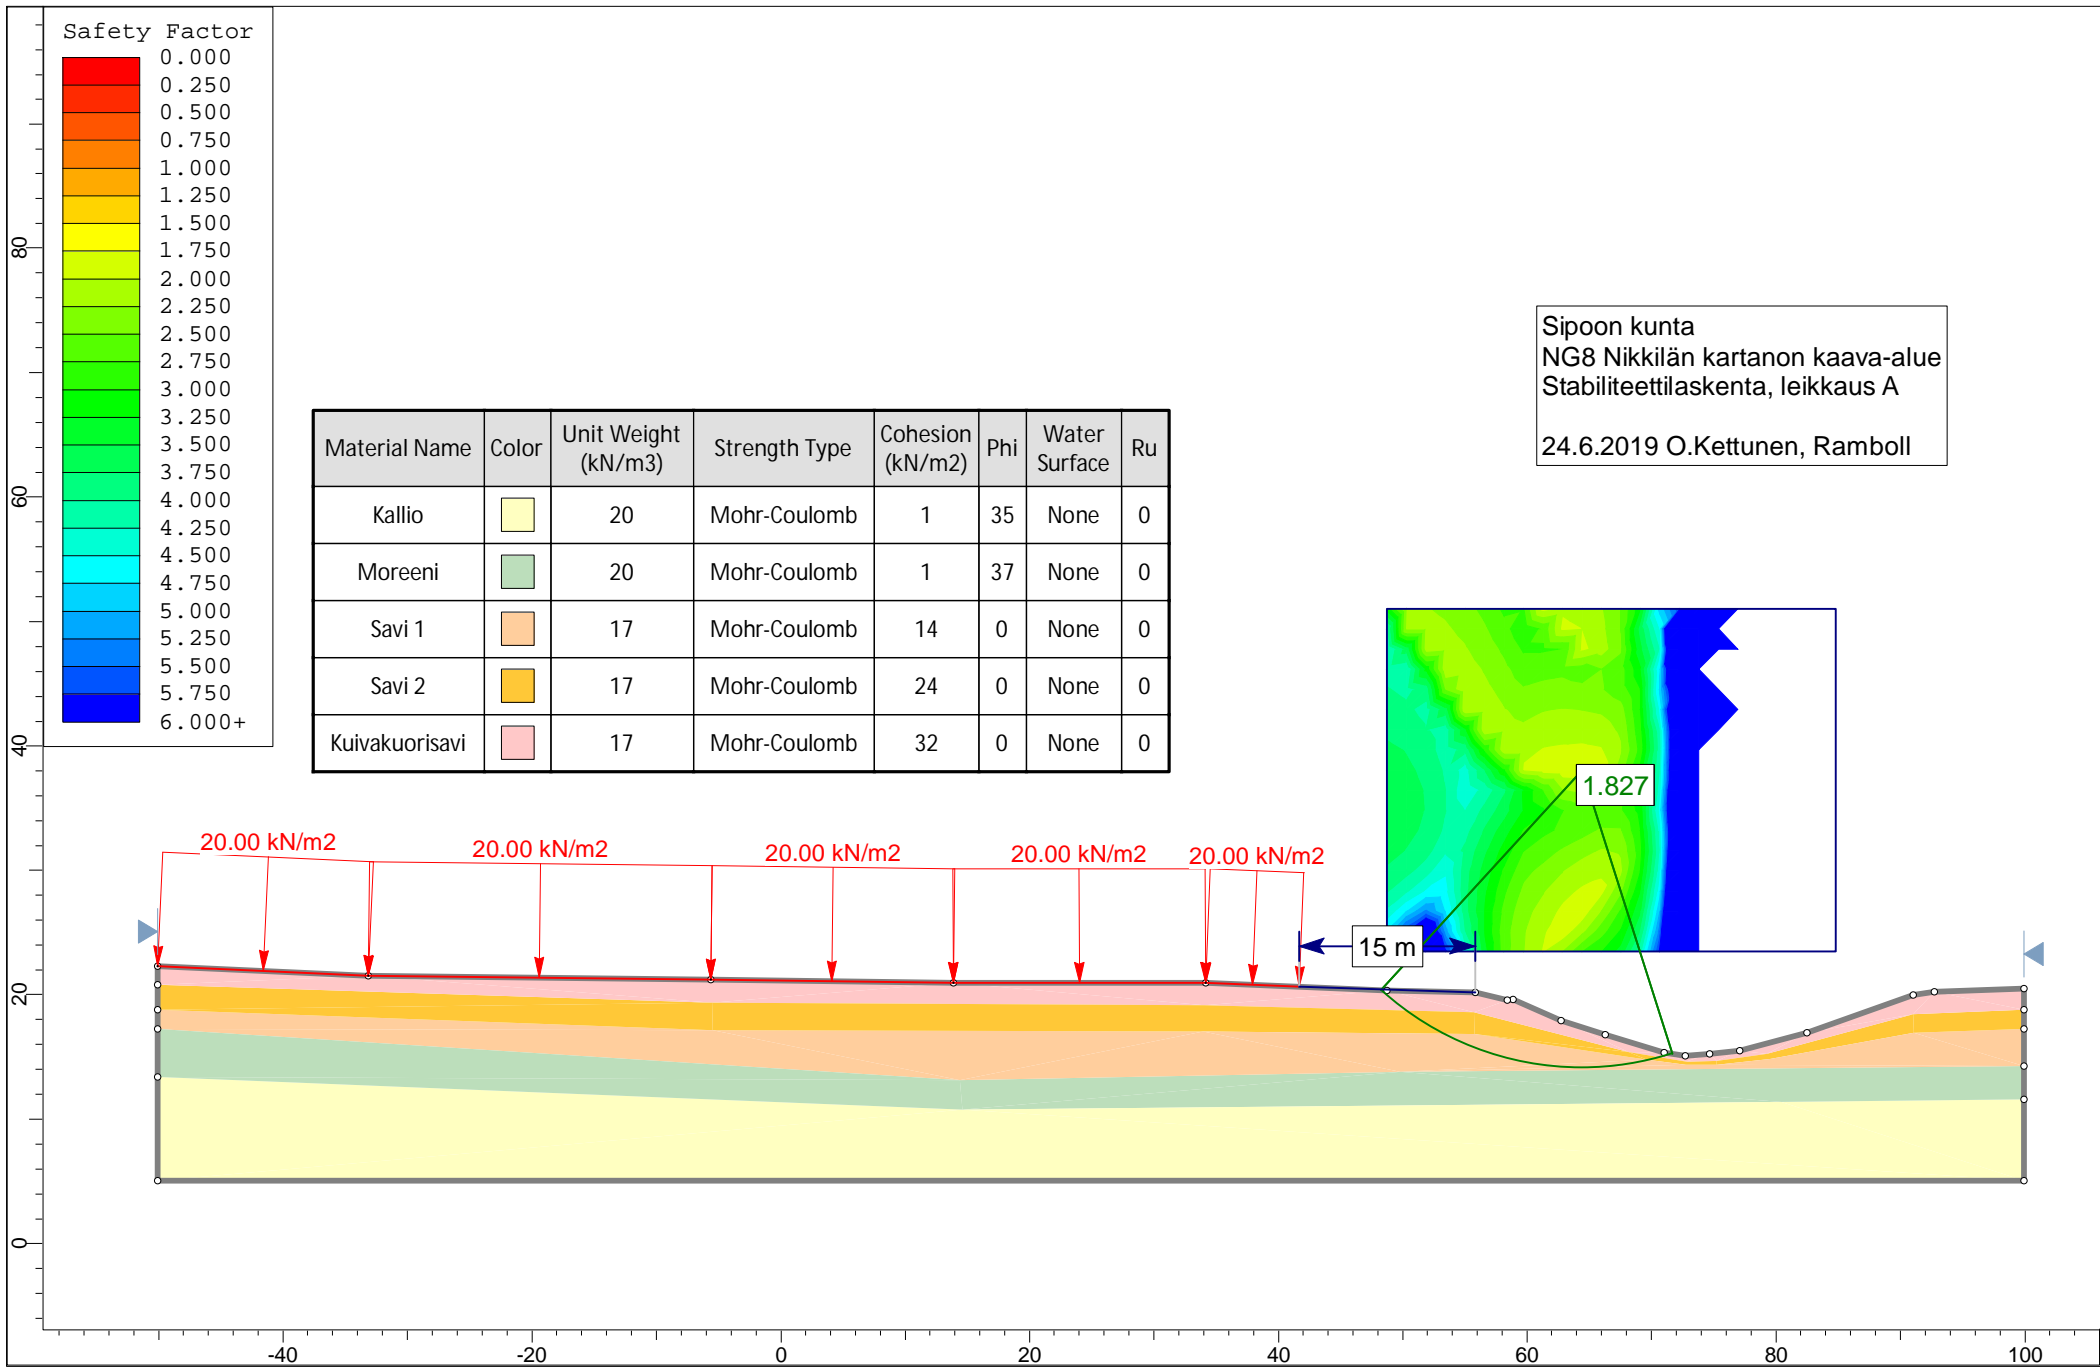 Safety Factor
0.000
0.250
0.500
0.750
1.000
1.250
1.500
1.750
2.000
2.250
2.500
2.750
3.000
3.250
3.500
3.750
4.000
4.250
4.500
4.750
5.000
5.250
5.500
5.750
6.000+
Sipoon kunta
NG8 Nikkilän kartanon kaava-alue
Stabiliteettilaskenta, leikkaus A
24.6.2019 O.Kettunen, Ramboll
Material Name Color Unit Weight (kN/m3) Strength Type Cohesion (kN/m2) Phi Water Surface Ru
Kallio 20 Mohr-Coulomb 1 35 None 0
Moreeni 20 Mohr-Coulomb 1 37 None 0
Savi 1 17 Mohr-Coulomb 14 0 None 0
Savi 2 17 Mohr-Coulomb 24 0 None 0
Kuivakuorisavi 17 Mohr-Coulomb 32 0 None 0
1.827
20.00 kN/m2 20.00 kN/m2 20.00 kN/m2 20.00 kN/m2 20.00 kN/m2
15 m
80
60
40
20
0
-40 -20 0 20 40 60 80 100